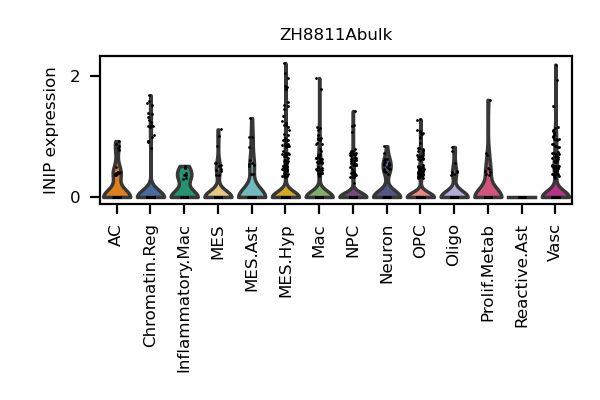 ZH8811Abulk
INIP expression
2
0
AC
Chromatin.Reg
Inflammatory.Mac
MES
MES.Ast
MES.Hyp
Mac
NPC
Neuron
OPC
Oligo
Prolif.Metab
Reactive.Ast
Vasc